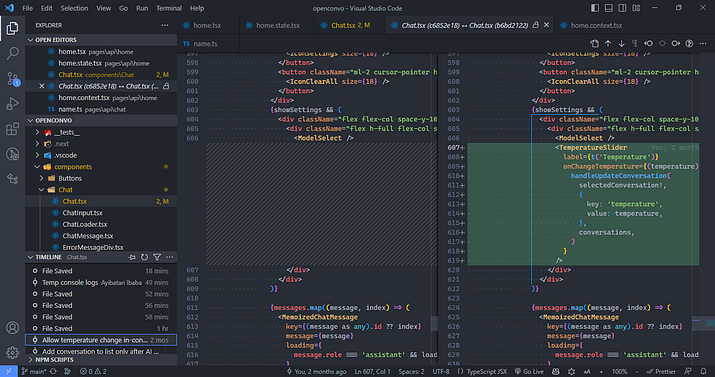 File Edit Selection View Go Run Terminal Help
openconvo - Visual Studio Code
EXPLORER
OPEN EDITORS
home.tsx pages\api\home
home.state.tsx pages\api\home
Chat.tsx components\Chat 2, M
Chat.tsx (c6852e18) ↔ Chat.tsx (...
home.context.tsx pages\api\home
name.ts pages\api\chat
OPENCONVO
__tests__
.next
.vscode
components
Buttons
Chat
Chat.tsx 2, M
ChatInput.tsx
ChatLoader.tsx
ChatMessage.tsx
ErrorMessageDiv.tsx
TIMELINE Chat.tsx
File Saved 18 mins
Temp console logs Ayibatari Ibaba 49 mins
File Saved 52 mins
File Saved 56 mins
File Saved 58 mins
File Saved 1 hr
Allow temperature change in-con... 2 mos
Add conversation to list only after AI ...
NPM SCRIPTS
home.tsx
home.state.tsx
Chat.tsx 2, M
Chat.tsx (c6852e18) ↔ Chat.tsx (b6bd2122)
home.context.tsx
name.ts
597 <IconSettings size={18} />
598 </button>
599 <button className="ml-2 cursor-pointer h
600 <IconClearAll size={18} />
601 </button>
602 </div>
603 {showSettings && (
604 <div className="flex flex-col space-y-10
605 <div className="flex h-full flex-col s
606 <ModelSelect />
607 </div>
608 </div>
609 )}
610
611 {messages.map((message, index) => (
612 <MemoizedChatMessage
613 key={(message as any).id ?? index}
614 message={message}
615 loading={
616 message.role === 'assistant' && load
597 <IconSettings size={18} />
598 </button>
599 <button className="ml-2 cursor-pointer h
600 <IconClearAll size={18} />
601 </button>
602 </div>
603 {showSettings && (
604 <div className="flex flex-col space-y-10
605 <div className="flex h-full flex-col s
606 <ModelSelect />
607+ <TemperatureSlider You, 2 month
608+ label={t('Temperature')}
609+ onChangeTemperature={(temperature)
610+ handleUpdateConversation(
611+ selectedConversation!,
612+ {
613+ key: 'temperature',
614+ value: temperature,
615+ },
616+ conversations,
617+ )
618+ }
619+ />
620 </div>
621 </div>
622 )}
623
624 {messages.map((message, index) => (
625 <MemoizedChatMessage
626 key={(message as any).id ?? index}
627 message={message}
628 loading={
629 message.role === 'assistant' && load
main*
0 2
You, 2 months ago Ln 607, Col 1 Spaces: 2 UTF-8 {} TypeScript JSX Go Live 100% Prettier